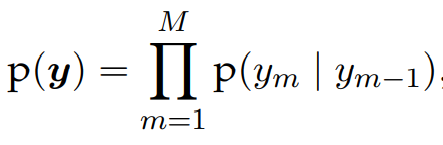 p(y) = ∏_{m=1}^{M} p(y_m | y_{m−1}),